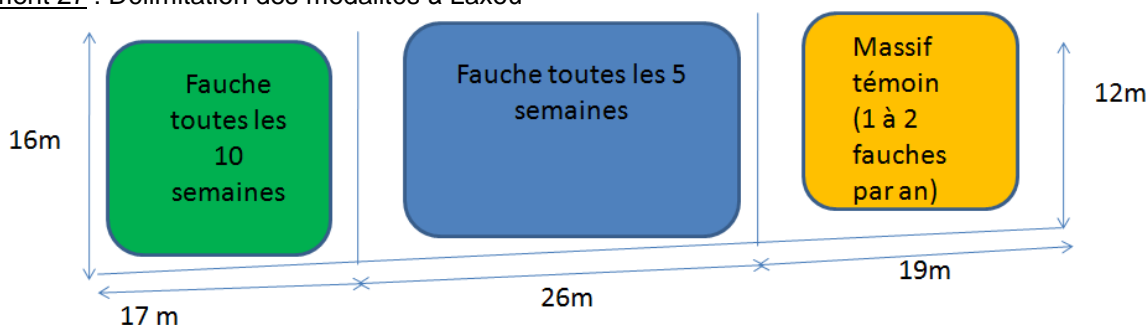 27 : Délimitation des modalités à Laxou
Fauche
toutes les
10
semaines
Fauche toutes les 5
semaines
Massif
témoin
(1 à 2
fauches
par an)
16m
12m
17 m
26m
19m